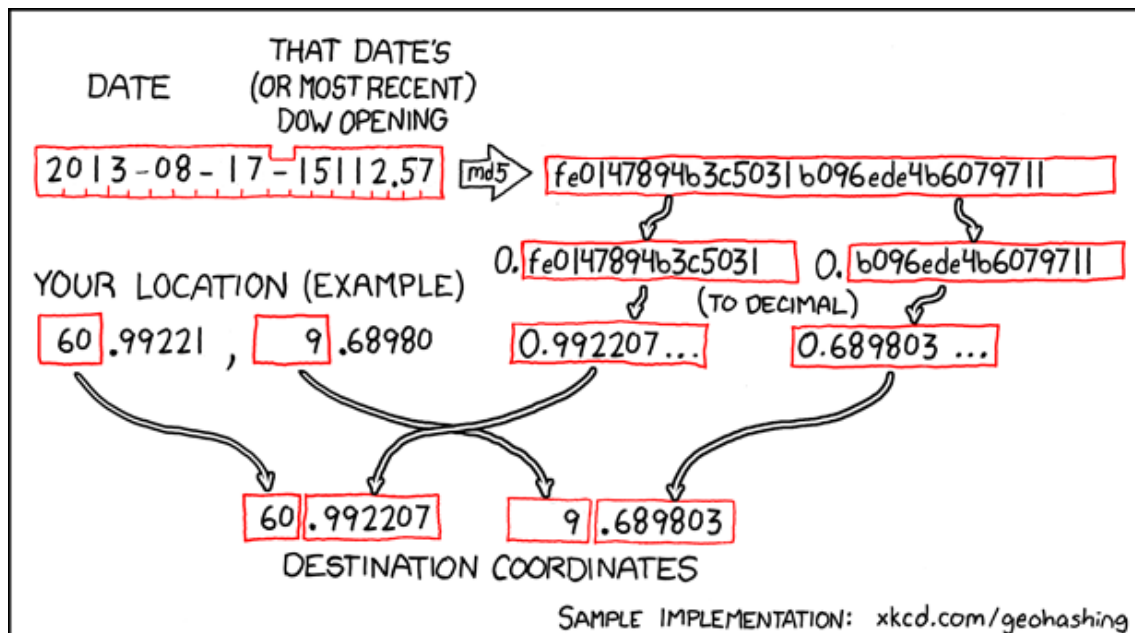 DATE
THAT DATE'S
(OR MOST RECENT)
DOW OPENING
2013-08-17-15112.57
md5
fe0147894b3c5031b096ede4b6079711
0.fe0147894b3c5031
0.b096ede4b6079711
YOUR LOCATION (EXAMPLE)
(TO DECIMAL)
60.99221, 9.68980
0.992207...
0.689803 ...
60.992207
9.689803
DESTINATION COORDINATES
SAMPLE IMPLEMENTATION: xkcd.com/geohashing